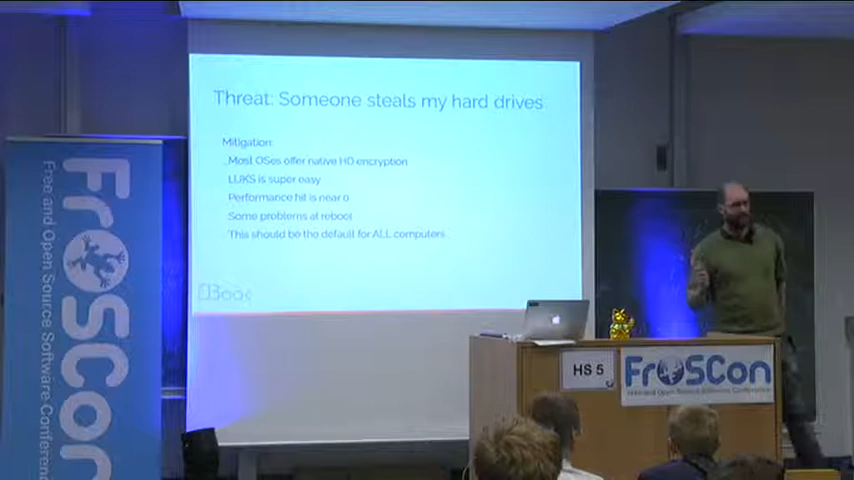 Threat: Someone steals my hard drives
Mitigation:
Most OSes offer native HD encryption
LUKS is super easy
Performance hit is near 0
Some problems at reboot
This should be the default for ALL computers
FrOSCon
Free and Open Source Software Conference
HS 5
FrOSCon